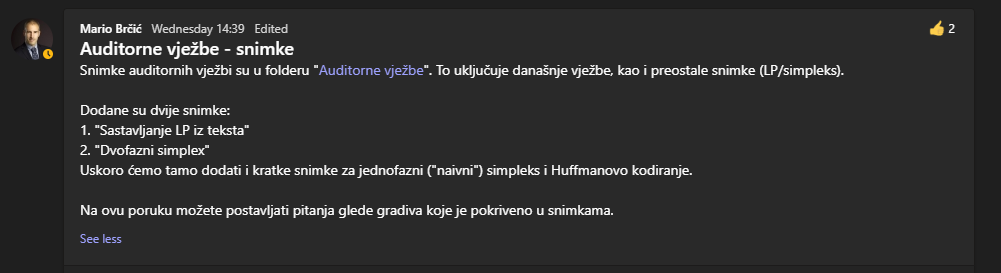 Mario Brčić Wednesday 14:39 Edited 👍 2
Auditorne vježbe - snimke
Snimke auditornih vježbi su u folderu "Auditorne vježbe". To uključuje današnje vježbe, kao i preostale snimke (LP/simpleks).
Dodane su dvije snimke:
1. "Sastavljanje LP iz teksta"
2. "Dvofazni simplex"
Uskoro ćemo tamo dodati i kratke snimke za jednofazni ("naivni") simpleks i Huffmanovo kodiranje.
Na ovu poruku možete postavljati pitanja glede gradiva koje je pokriveno u snimkama.
See less